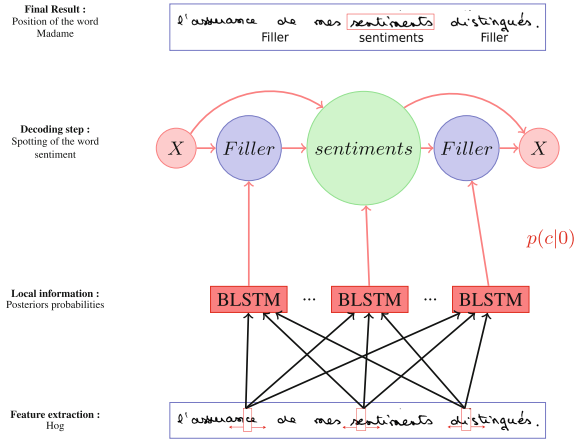 Final Result :
Position of the word
Madame
l'assurance de mes sentiments distingués.
Filler sentiments Filler
Decoding step :
Spotting of the word
sentiment
X Filler sentiments Filler X
p(c|0)
Local information :
Posteriors probabilities
BLSTM ... BLSTM ... BLSTM
Feature extraction :
Hog
l'assurance de mes sentiments distingués.